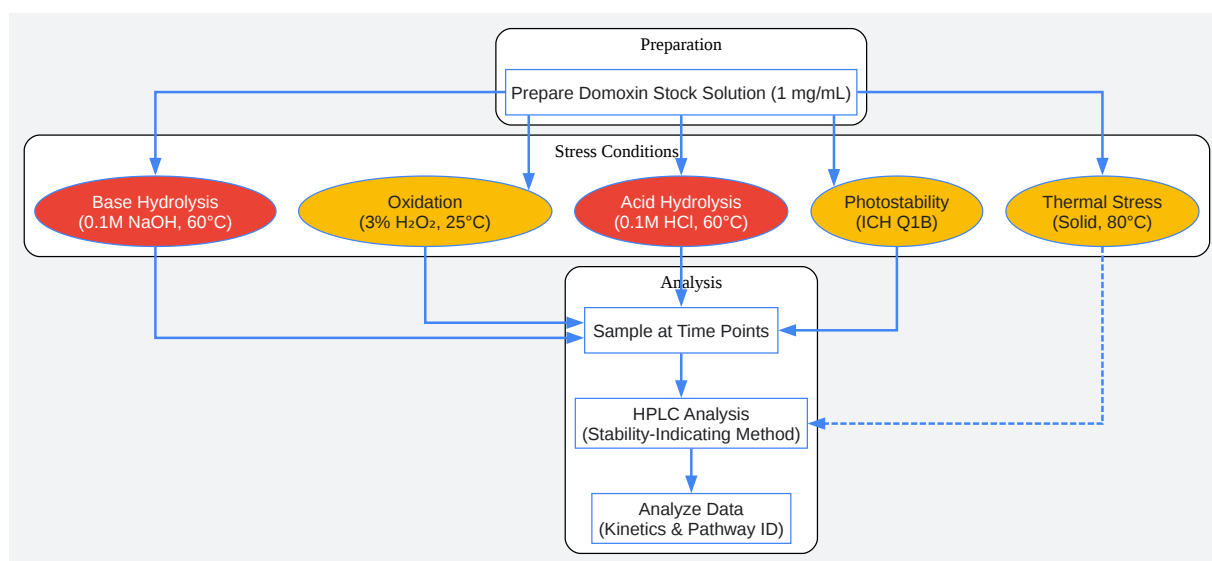 Preparation
Prepare Domoxin Stock Solution (1 mg/mL)
Stress Conditions
Base Hydrolysis
(0.1M NaOH, 60°C)
Oxidation
(3% H₂O₂, 25°C)
Acid Hydrolysis
(0.1M HCl, 60°C)
Photostability
(ICH Q1B)
Thermal Stress
(Solid, 80°C)
Analysis
Sample at Time Points
HPLC Analysis
(Stability-Indicating Method)
Analyze Data
(Kinetics & Pathway ID)